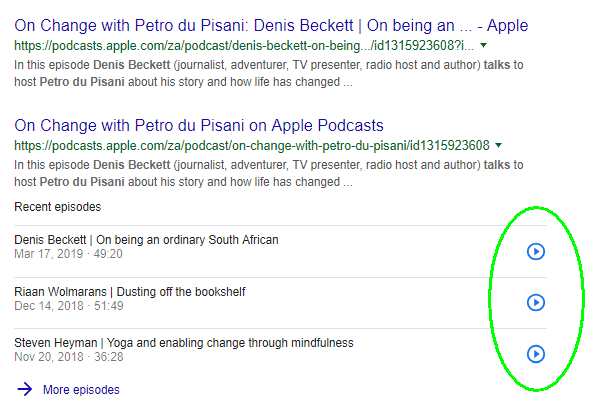 On Change with Petro du Pisani: Denis Beckett | On being an ... - Apple
https://podcasts.apple.com/za/podcast/denis-beckett-on-being.../id1315923608?i...
In this episode Denis Beckett (journalist, adventurer, TV presenter, radio host and author) talks to
host Petro du Pisani about his story and how life has changed ...
On Change with Petro du Pisani on Apple Podcasts
https://podcasts.apple.com/za/podcast/on-change-with-petro-du-pisani/id1315923608
In this episode Denis Beckett (journalist, adventurer, TV presenter, radio host and author) talks to
host Petro du Pisani about his story and how life has changed ...
Recent episodes
Denis Beckett | On being an ordinary South African
Mar 17, 2019 · 49:20
Riaan Wolmarans | Dusting off the bookshelf
Dec 14, 2018 · 51:49
Steven Heyman | Yoga and enabling change through mindfulness
Nov 20, 2018 · 36:28
More episodes